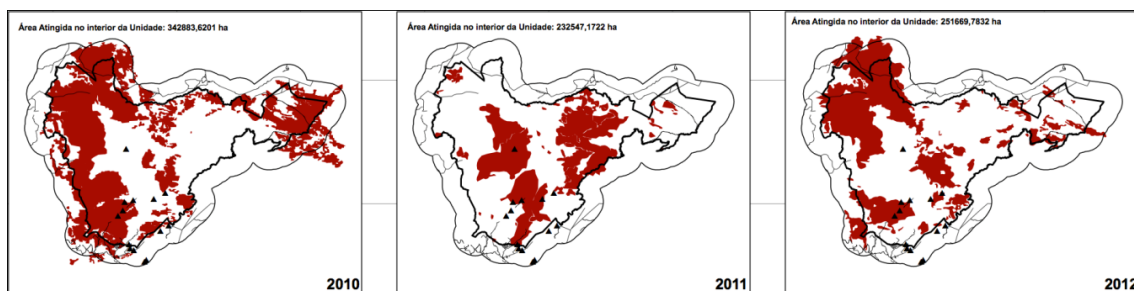 Área Atingida no interior da Unidade: 342883,6201 ha
2010
Área Atingida no interior da Unidade: 232547,1722 ha
2011
Área Atingida no interior da Unidade: 251669,7832 ha
2012